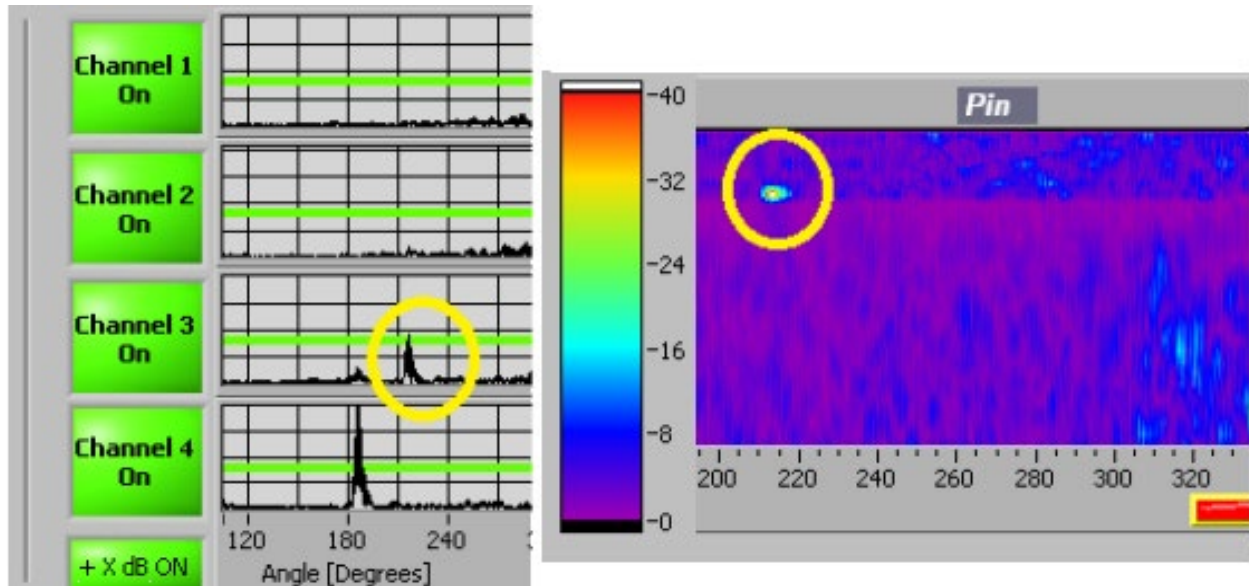 Channel 1
On
Channel 2
On
Channel 3
On
Channel 4
On
+ X dB ON
120 180 240
Angle [Degrees]
Pin
-40
-32
-24
-16
-8
-0
200 220 240 260 280 300 320